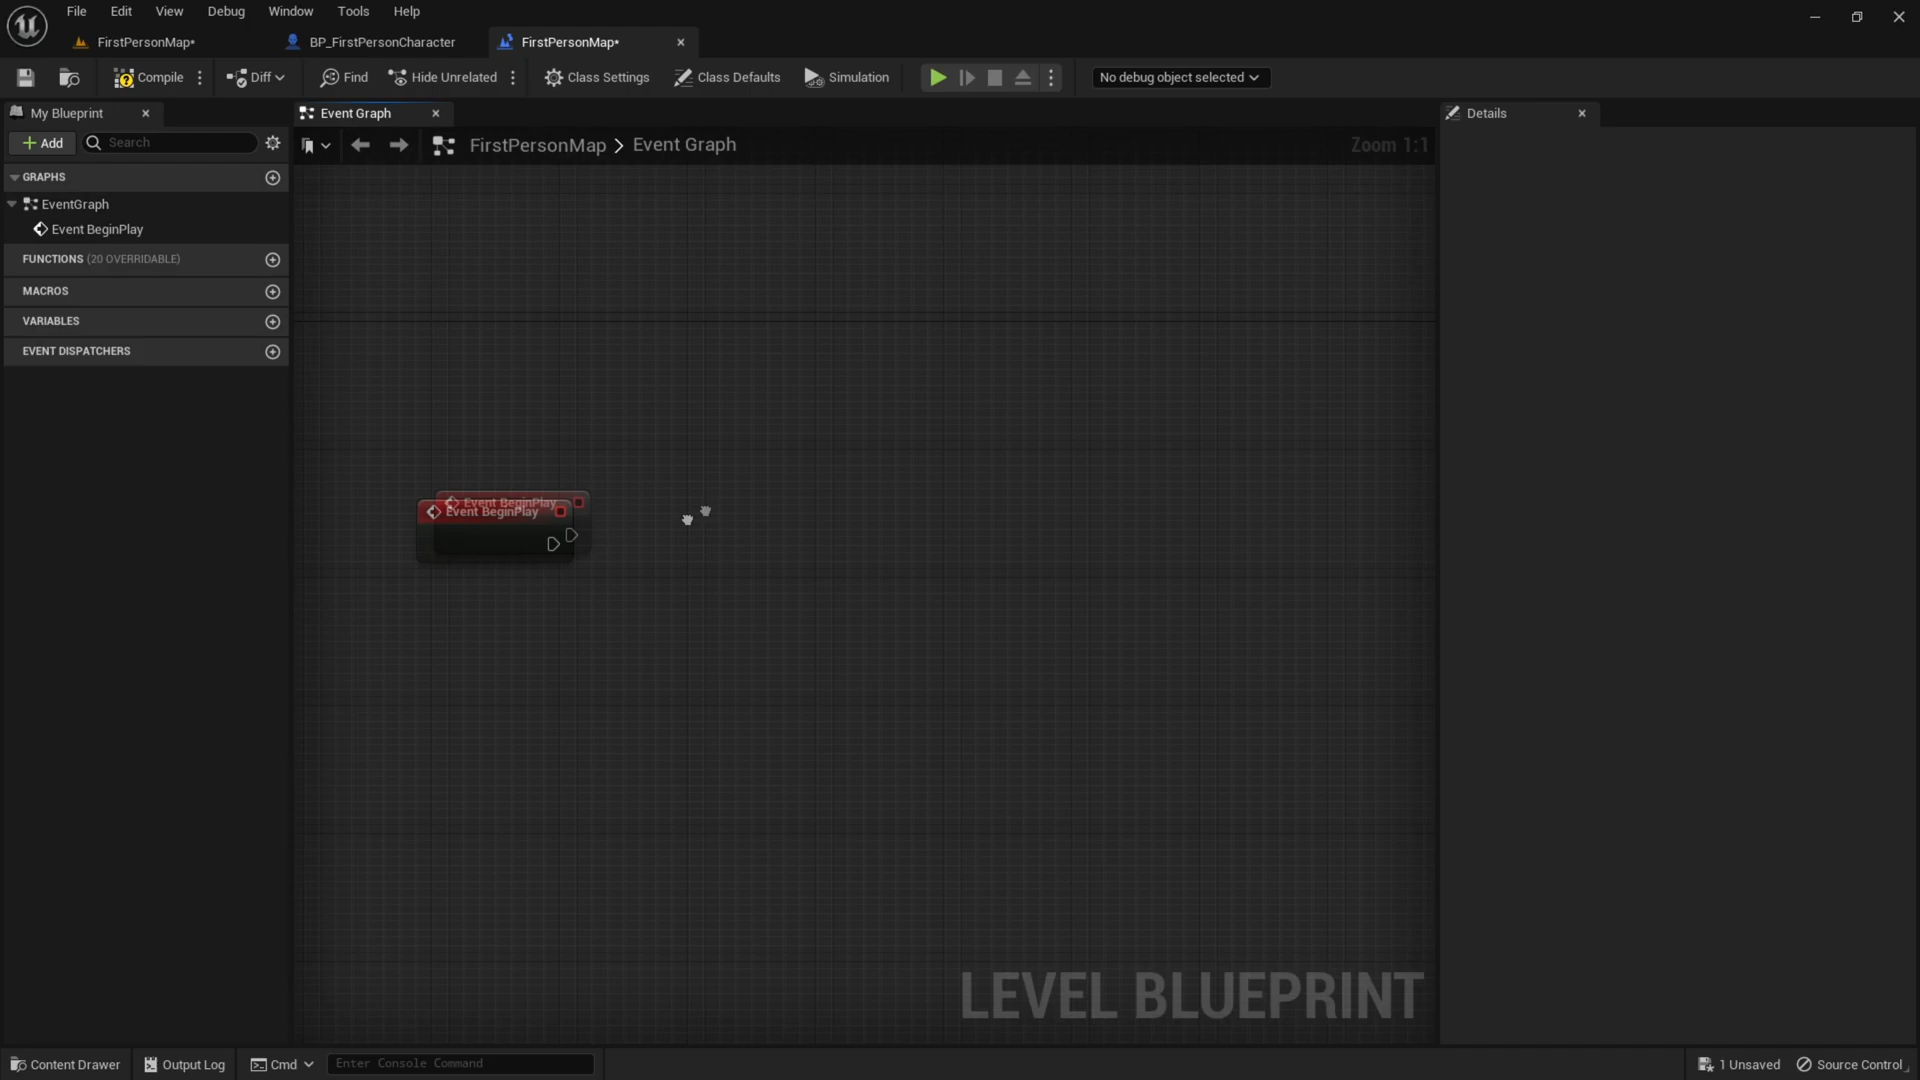 File Edit View Debug Window Tools Help
FirstPersonMap* BP_FirstPersonCharacter FirstPersonMap*
Compile Diff Find Hide Unrelated Class Settings Class Defaults Simulation No debug object selected
My Blueprint Event Graph Details
Add Search FirstPersonMap > Event Graph Zoom 1:1
GRAPHS
EventGraph
Event BeginPlay
FUNCTIONS (20 OVERRIDABLE)
MACROS
VARIABLES
EVENT DISPATCHERS
Event BeginPlay
Event BeginPlay
LEVEL BLUEPRINT
Content Drawer Output Log Cmd Enter Console Command 1 Unsaved Source Control